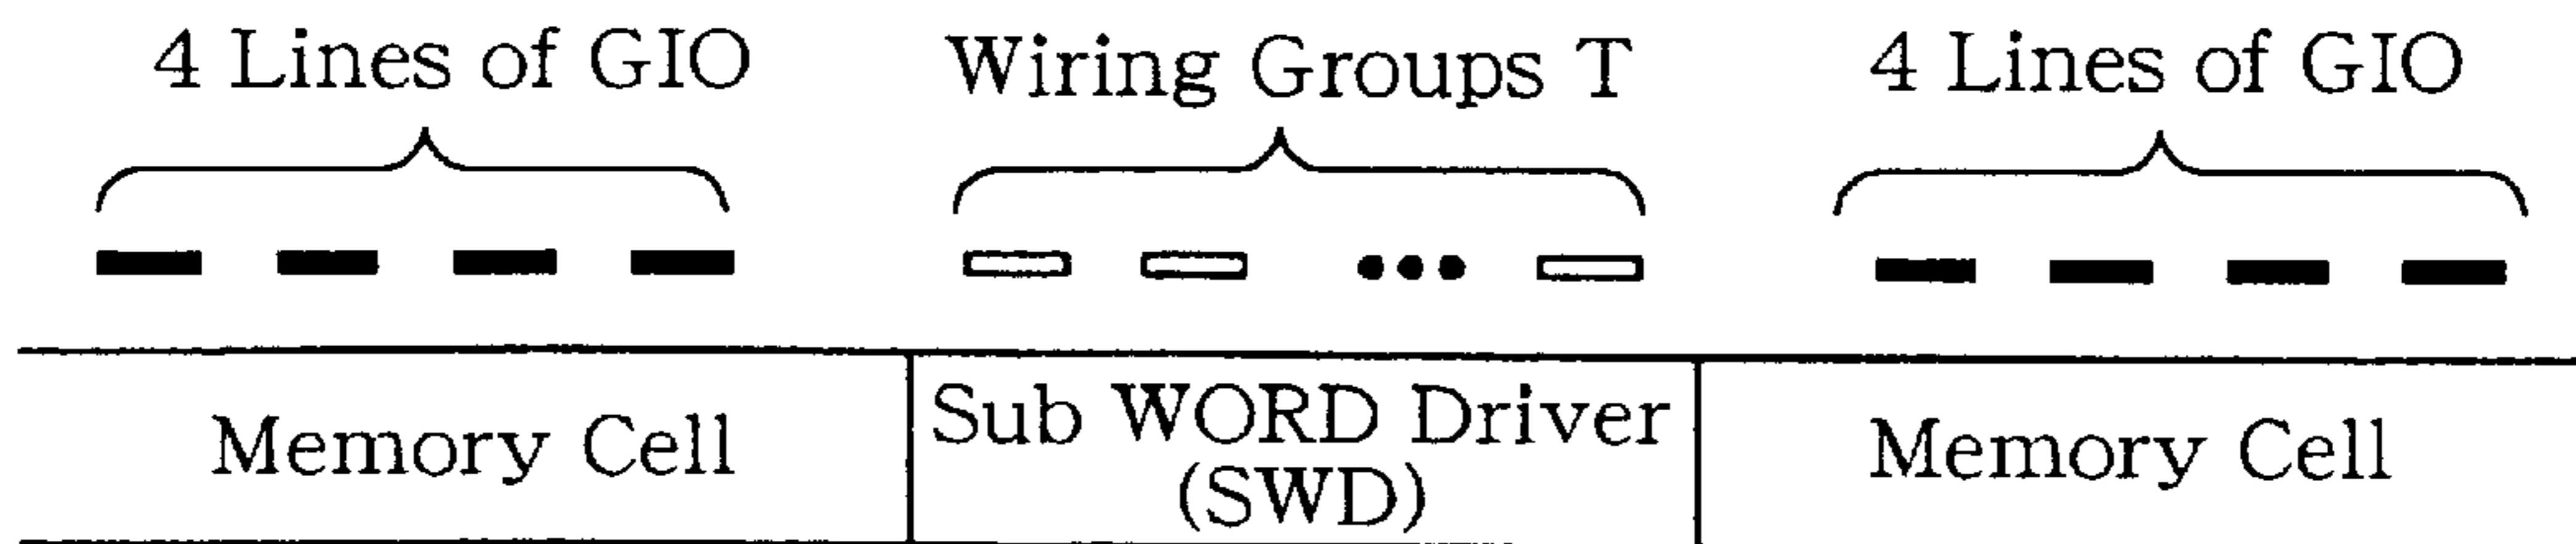 4 Lines of GIO
Wiring Groups T
4 Lines of GIO
Memory Cell
Sub WORD Driver
(SWD)
Memory Cell